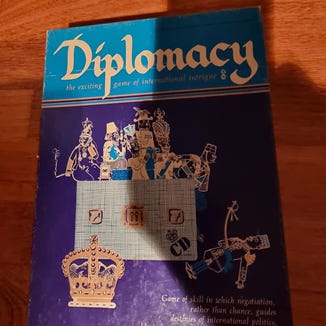 Diplomacy
the exciting game of international intrigue
CD
Game of skill in which negotiation,
rather than chance, guides
destinies of international politics